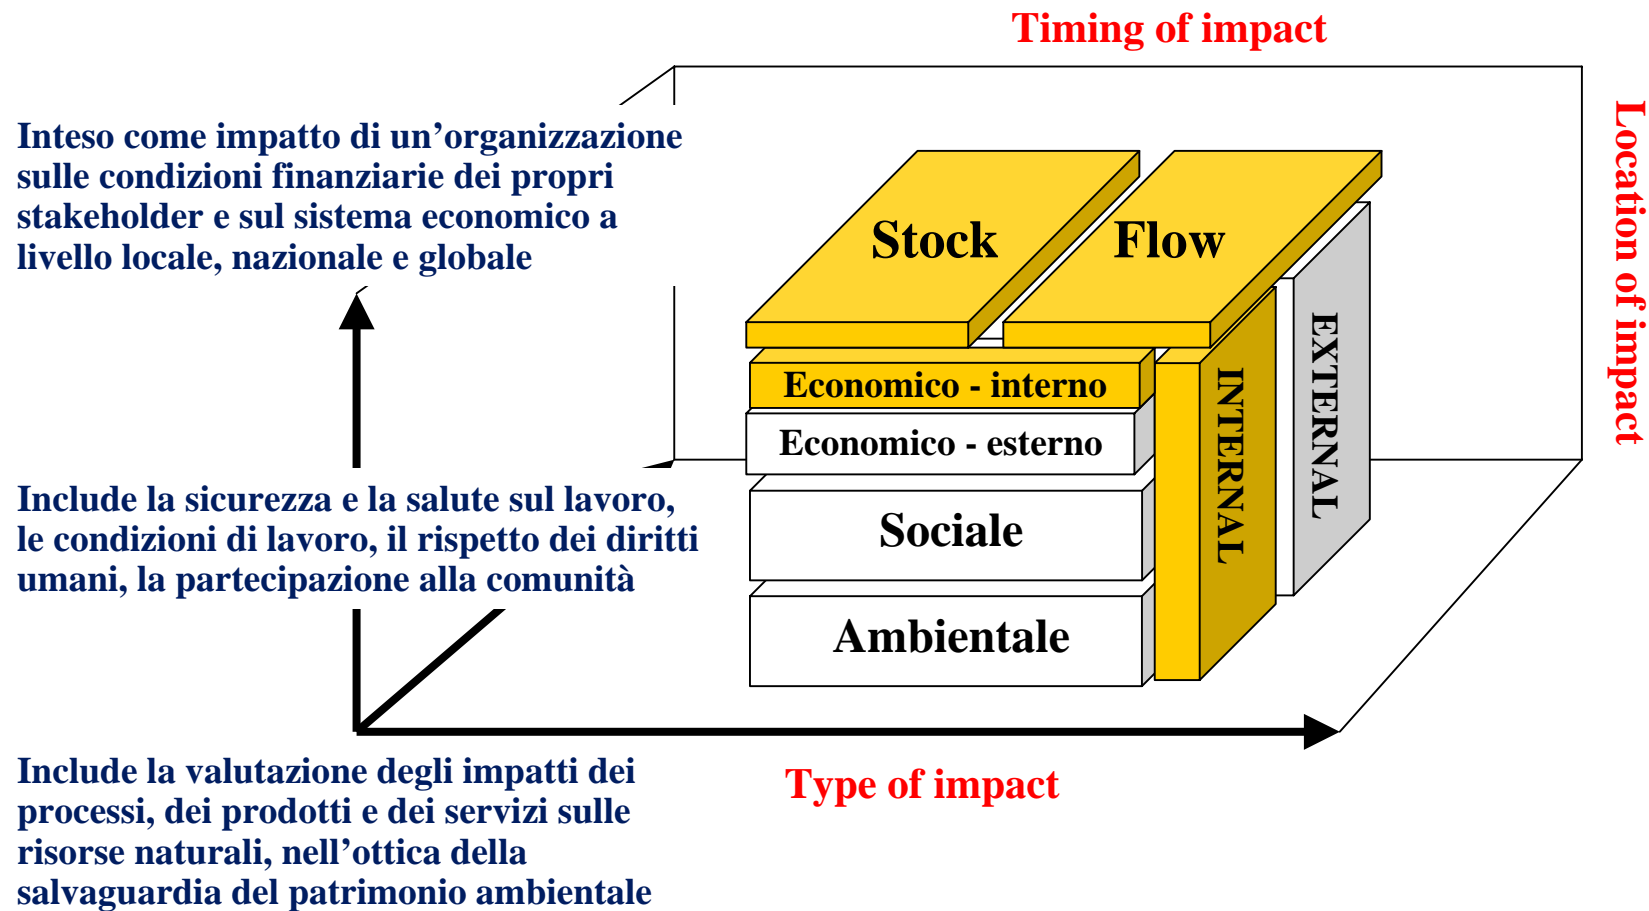 Timing of impact
Location of impact
Inteso come impatto di un’organizzazione
sulle condizioni finanziarie dei propri
stakeholder e sul sistema economico a
livello locale, nazionale e globale
Stock
Flow
Economico - interno
Economico - esterno
Sociale
Ambientale
INTERNAL
EXTERNAL
Include la sicurezza e la salute sul lavoro,
le condizioni di lavoro, il rispetto dei diritti
umani, la partecipazione alla comunità
Include la valutazione degli impatti dei
processi, dei prodotti e dei servizi sulle
risorse naturali, nell’ottica della
salvaguardia del patrimonio ambientale
Type of impact